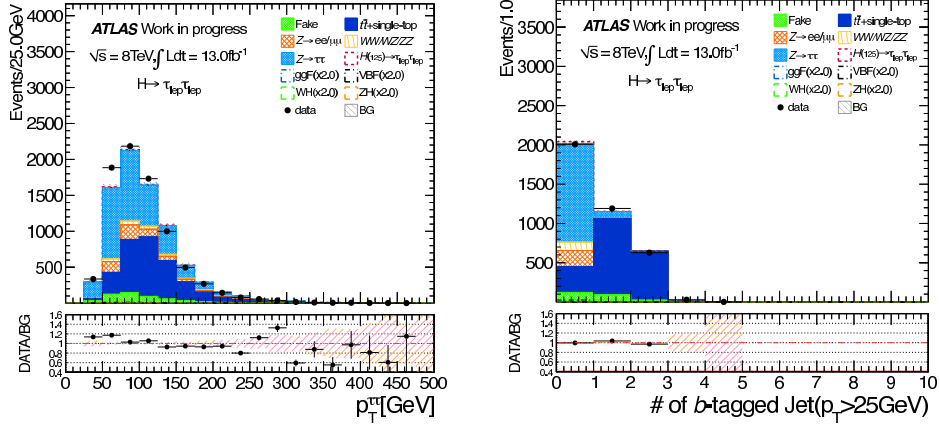 Events/25.0GeV
4000
3500
3000
2500
2000
1500
1000
500
ATLAS Work in progress
√s = 8TeV, ∫ Ldt = 13.0fb⁻¹
H→ τlepτlep
Fake
tt̄+single-top
Z→ee/μμ
WW/WZ/ZZ
Z→ττ
H(125)→τlepτlep
ggF(x2.0)
VBF(x2.0)
WH(x2.0)
ZH(x2.0)
data
BG
DATA/BG
1.6
1.4
1.2
1
0.8
0.6
0.4
0 50 100 150 200 250 300 350 400 450 500
pTττ[GeV]
Events/1.0
3500
3000
2500
2000
1500
1000
500
ATLAS Work in progress
√s = 8TeV, ∫ Ldt = 13.0fb⁻¹
H→ τlepτlep
Fake
tt̄+single-top
Z→ee/μμ
WW/WZ/ZZ
Z→ττ
H(125)→τlepτlep
ggF(x2.0)
VBF(x2.0)
WH(x2.0)
ZH(x2.0)
data
BG
DATA/BG
1.6
1.4
1.2
1
0.8
0.6
0.4
0 1 2 3 4 5 6 7 8 9 10
# of b-tagged Jet(pT>25GeV)